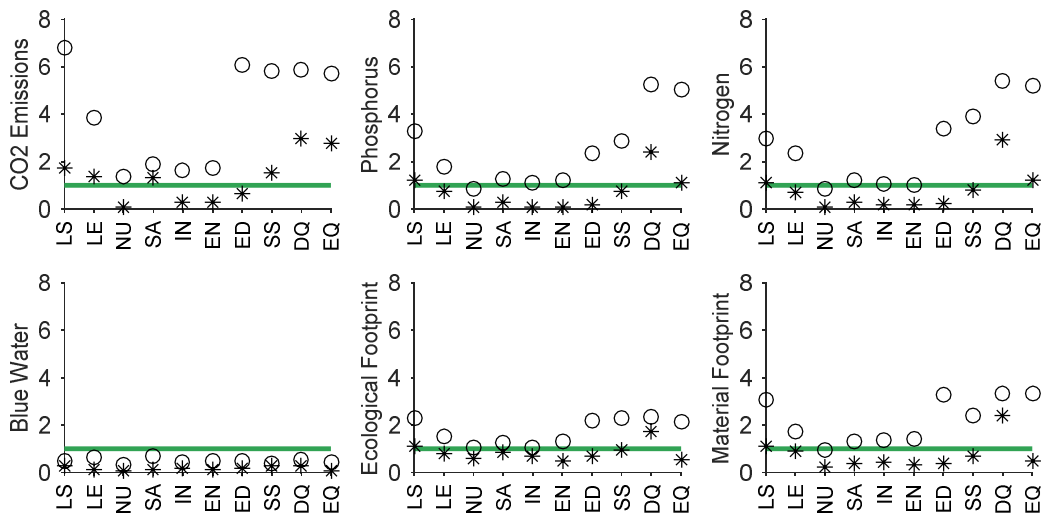 CO2 Emissions
8
6
4
2
0
LS LE NU SA IN EN ED SS DQ EQ
Phosphorus
8
6
4
2
0
LS LE NU SA IN EN ED SS DQ EQ
Nitrogen
8
6
4
2
0
LS LE NU SA IN EN ED SS DQ EQ
Blue Water
8
6
4
2
0
LS LE NU SA IN EN ED SS DQ EQ
Ecological Footprint
8
6
4
2
0
LS LE NU SA IN EN ED SS DQ EQ
Material Footprint
8
6
4
2
0
LS LE NU SA IN EN ED SS DQ EQ